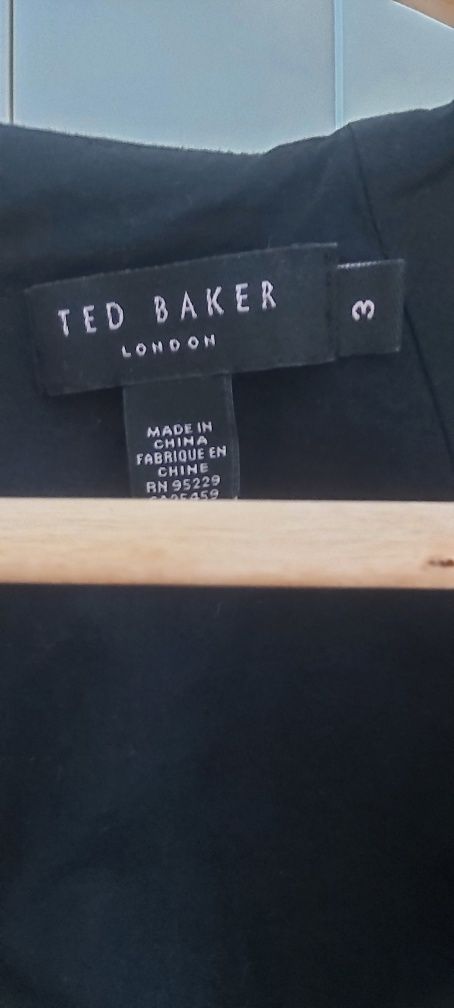 TED BAKER
LONDON
3
MADE IN
CHINA
FABRIQUE EN
CHINE
RN 95229